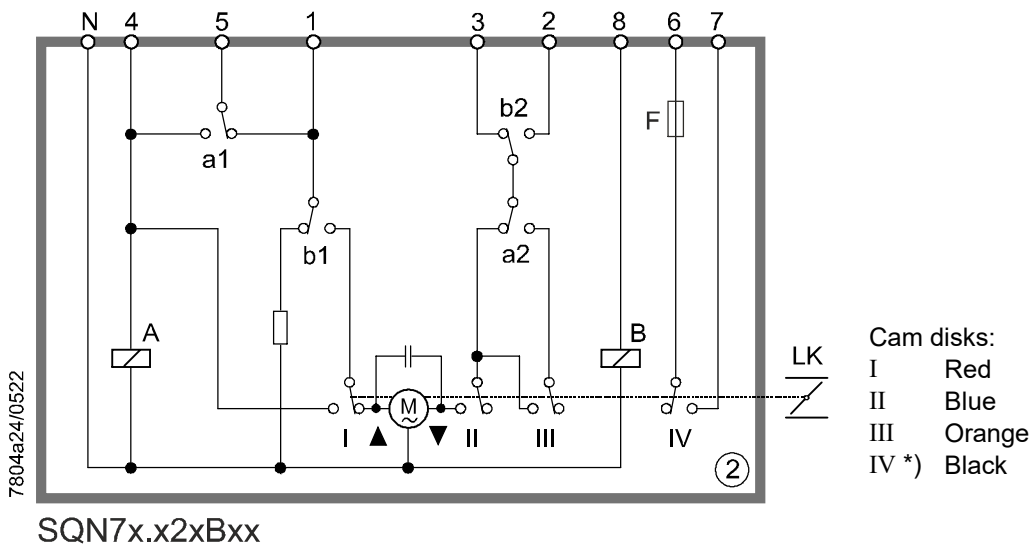 N 4 5 1 3 2 8 6 7
b2
F
a1
b1
a2
A
B
LK
M
~
I II III IV
2
7804a24/0522
SQN7x.x2xBxx
Cam disks:
I Red
II Blue
III Orange
IV *) Black